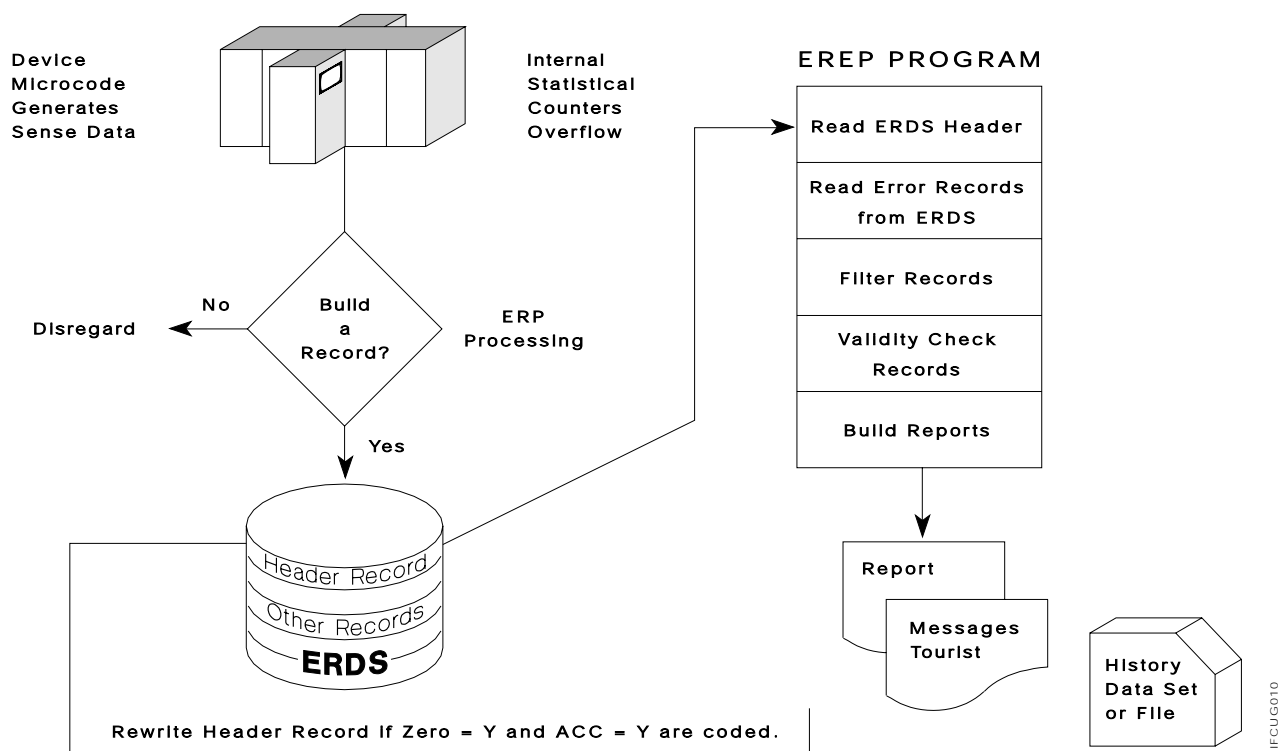 Device
Microcode
Generates
Sense Data
Internal
Statistical
Counters
Overflow
No
Disregard
Build
a
Record?
ERP
Processing
Yes
Header Record
Other Records
ERDS
Rewrite Header Record if Zero = Y and ACC = Y are coded.
EREP PROGRAM
Read ERDS Header
Read Error Records
from ERDS
Filter Records
Validity Check
Records
Build Reports
Report
Messages
Tourist
History
Data Set
or File
IFCUG010